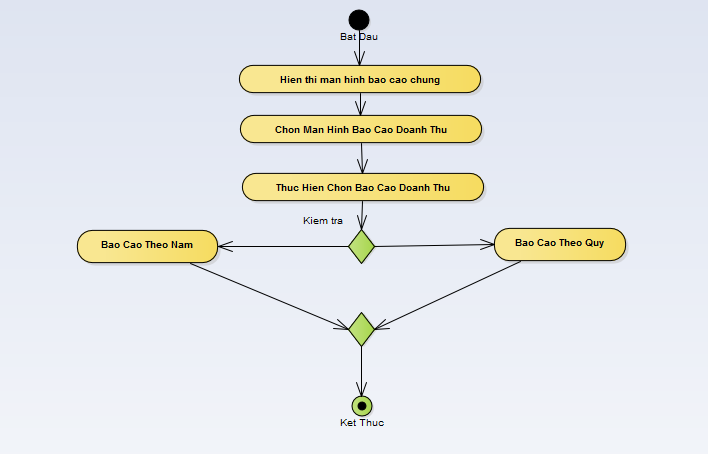 Bat Dau
Hien thi man hinh bao cao chung
Chon Man Hinh Bao Cao Doanh Thu
Thuc Hien Chon Bao Cao Doanh Thu
Kiem tra
Bao Cao Theo Nam
Bao Cao Theo Quy
Ket Thuc